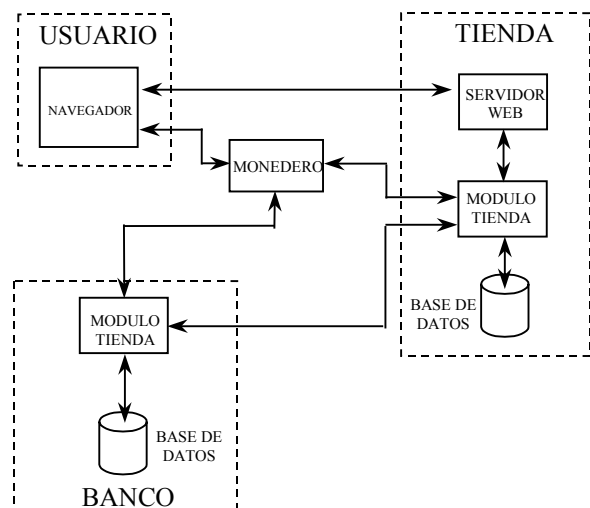 USUARIO
NAVEGADOR
TIENDA
SERVIDOR
WEB
MONEDERO
MODULO
TIENDA
BASE DE
DATOS
MODULO
TIENDA
BASE DE
DATOS
BANCO